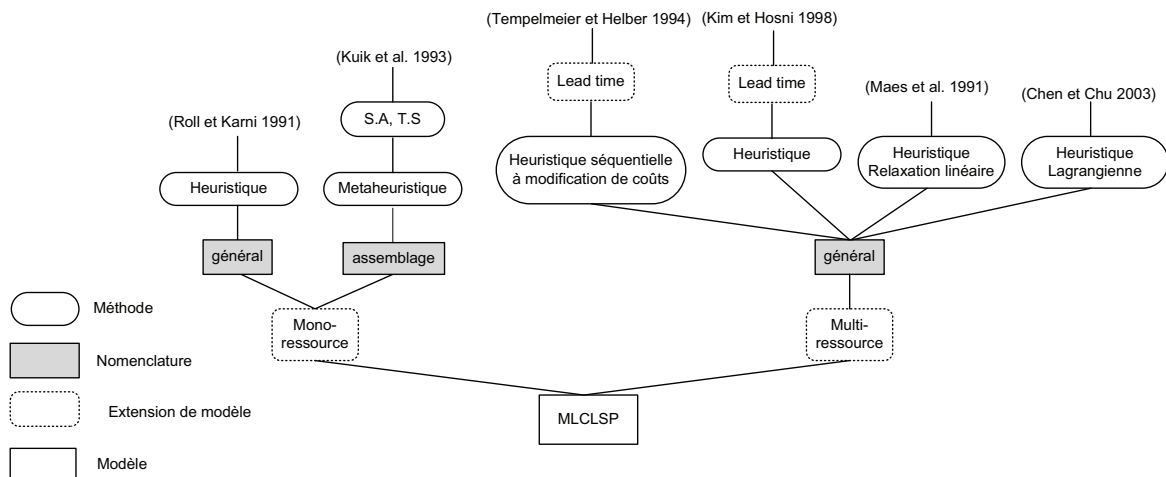 (Tempelmeier et Helber 1994)
(Kim et Hosni 1998)
(Kuik et al. 1993)
Lead time
Lead time
(Maes et al. 1991)
(Chen et Chu 2003)
(Roll et Karni 1991)
S.A, T.S
Heuristique séquentielle
à modification de coûts
Heuristique
Heuristique
Relaxation linéaire
Heuristique
Lagrangienne
Heuristique
Metaheuristique
général
assemblage
général
Méthode
Mono-
ressource
Multi-
ressource
Nomenclature
Extension de modèle
MLCLSP
Modèle